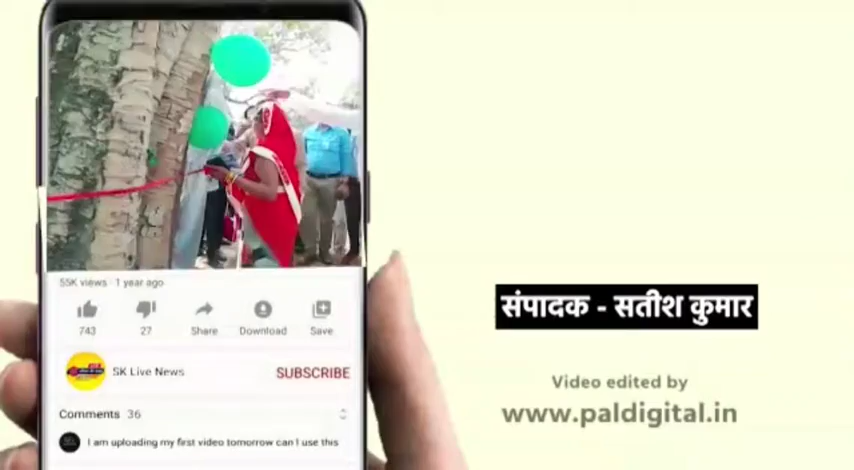 55K views · 1 year ago
743
27
Share
Download
Save
SK Live News
SUBSCRIBE
Comments 36
I am uploading my first video tomorrow can I use this
संपादक - सतीश कुमार
Video edited by
www.paldigital.in